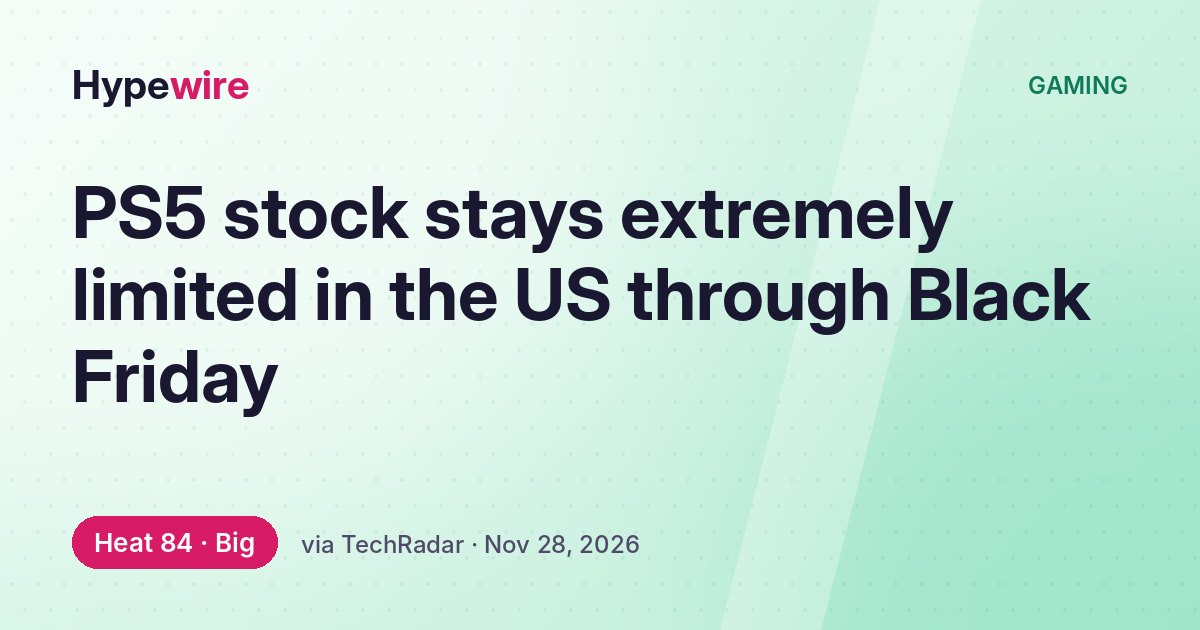 Hypewire
GAMING
PS5 stock stays extremely
limited in the US through Black
Friday
Heat 84 · Big
via TechRadar · Nov 28, 2026